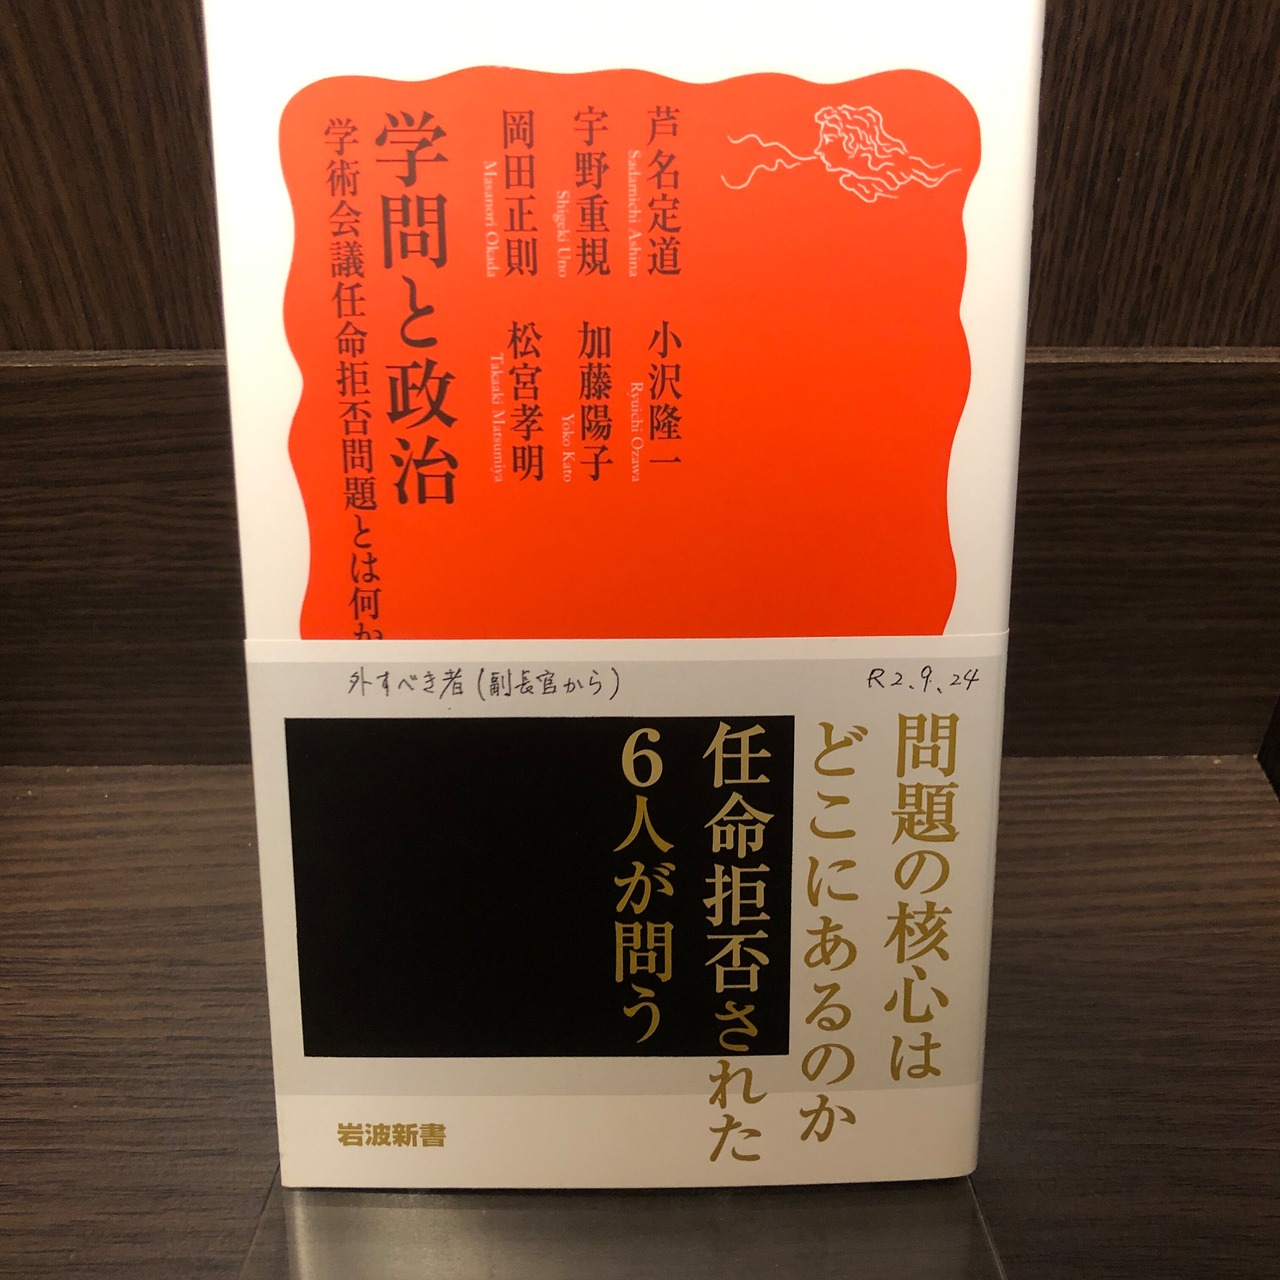 芦名定道
Sadamichi Ashina
小沢隆一
Ryuichi Ozawa
宇野重規
Shigeki Uno
加藤陽子
Yoko Kato
岡田正則
Masanori Okada
松宮孝明
Takaaki Matsumiya
学問と政治
学術会議任命拒否問題とは何か
外すべき者(副長官から)
R2.9.24
問題の核心は
どこにあるのか
任命拒否された
6人が問う
岩波新書